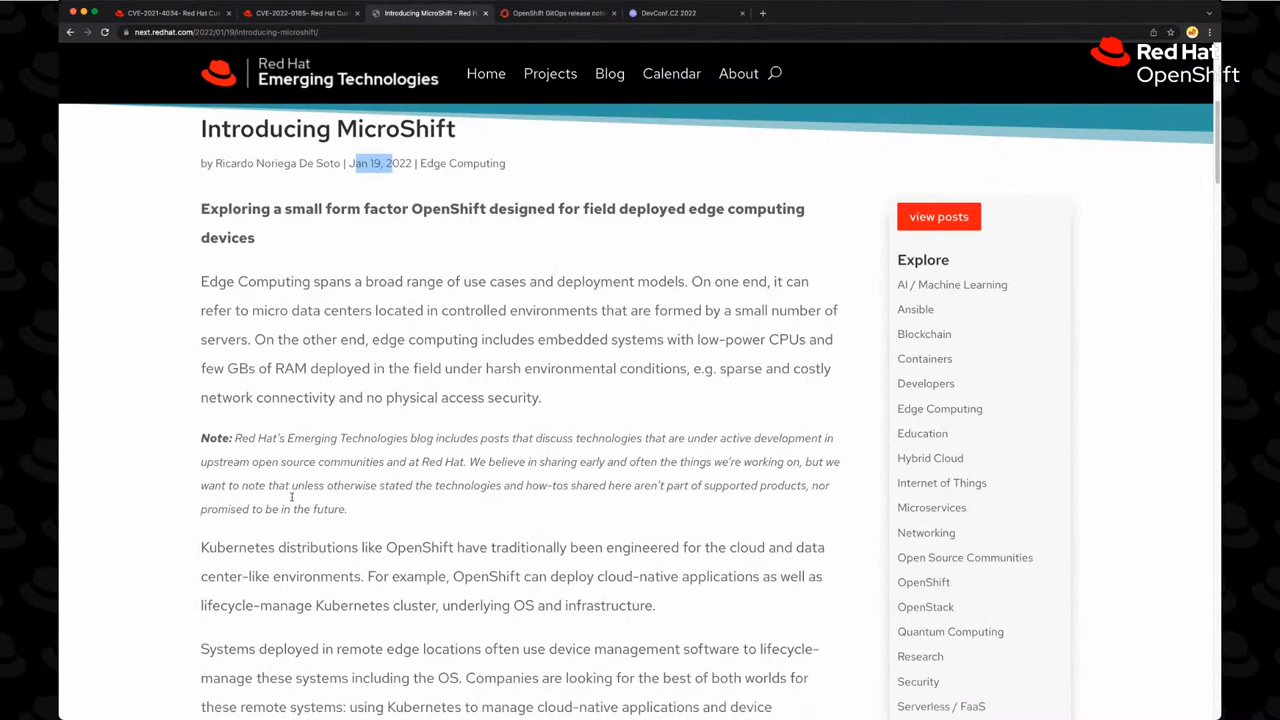 CVE-2021-4034- Red Hat Cus
CVE-2022-0185- Red Hat Cus
Introducing MicroShift - Red H
OpenShift GitOps release note
DevConf.CZ 2022
next.redhat.com/2022/01/19/introducing-microshift/
Red Hat
Emerging Technologies
Home
Projects
Blog
Calendar
About
Red Hat
OpenShift
Introducing MicroShift
by Ricardo Noriega De Soto | Jan 19, 2022 | Edge Computing
Exploring a small form factor OpenShift designed for field deployed edge computing
devices
Edge Computing spans a broad range of use cases and deployment models. On one end, it can
refer to micro data centers located in controlled environments that are formed by a small number of
servers. On the other end, edge computing includes embedded systems with low-power CPUs and
few GBs of RAM deployed in the field under harsh environmental conditions, e.g. sparse and costly
network connectivity and no physical access security.
Note: Red Hat's Emerging Technologies blog includes posts that discuss technologies that are under active development in
upstream open source communities and at Red Hat. We believe in sharing early and often the things we're working on, but we
want to note that unless otherwise stated the technologies and how-tos shared here aren't part of supported products, nor
promised to be in the future.
Kubernetes distributions like OpenShift have traditionally been engineered for the cloud and data
center-like environments. For example, OpenShift can deploy cloud-native applications as well as
lifecycle-manage Kubernetes cluster, underlying OS and infrastructure.
Systems deployed in remote edge locations often use device management software to lifecycle-
manage these systems including the OS. Companies are looking for the best of both worlds for
these remote systems: using Kubernetes to manage cloud-native applications and device
view posts
Explore
AI / Machine Learning
Ansible
Blockchain
Containers
Developers
Edge Computing
Education
Hybrid Cloud
Internet of Things
Microservices
Networking
Open Source Communities
OpenShift
OpenStack
Quantum Computing
Research
Security
Serverless / FaaS